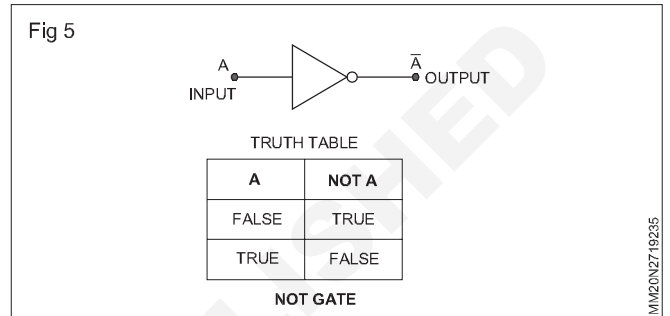 Fig 5
A
INPUT
A̅ OUTPUT
TRUTH TABLE
A NOT A
FALSE TRUE
TRUE FALSE
NOT GATE
MM20N2719235